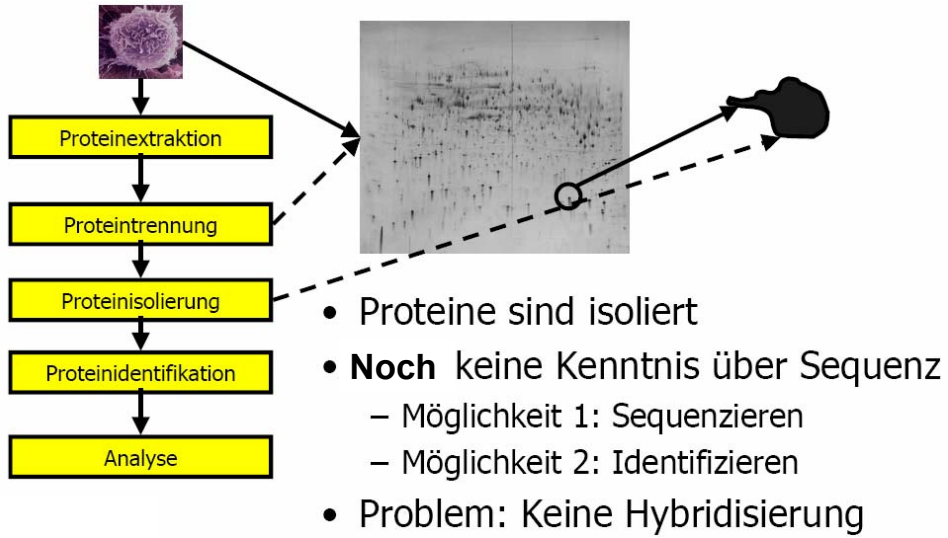 Proteinextraktion
Proteintrennung
Proteinisolierung
Proteinidentifikation
Analyse
• Proteine sind isoliert
• Noch keine Kenntnis über Sequenz
– Möglichkeit 1: Sequenzieren
– Möglichkeit 2: Identifizieren
• Problem: Keine Hybridisierung